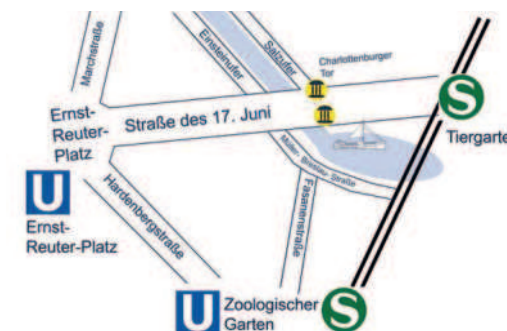 Marchstraße
Einsteinufer
Salzufer
Charlottenburger
Tor
Ernst-
Reuter-
Platz
Straße des 17. Juni
S
Tiergarte
Müller-Breslau-Straße
U
Ernst-
Reuter-Platz
Hardenbergstraße
Fasanenstraße
U
Zoologischer
Garten
S